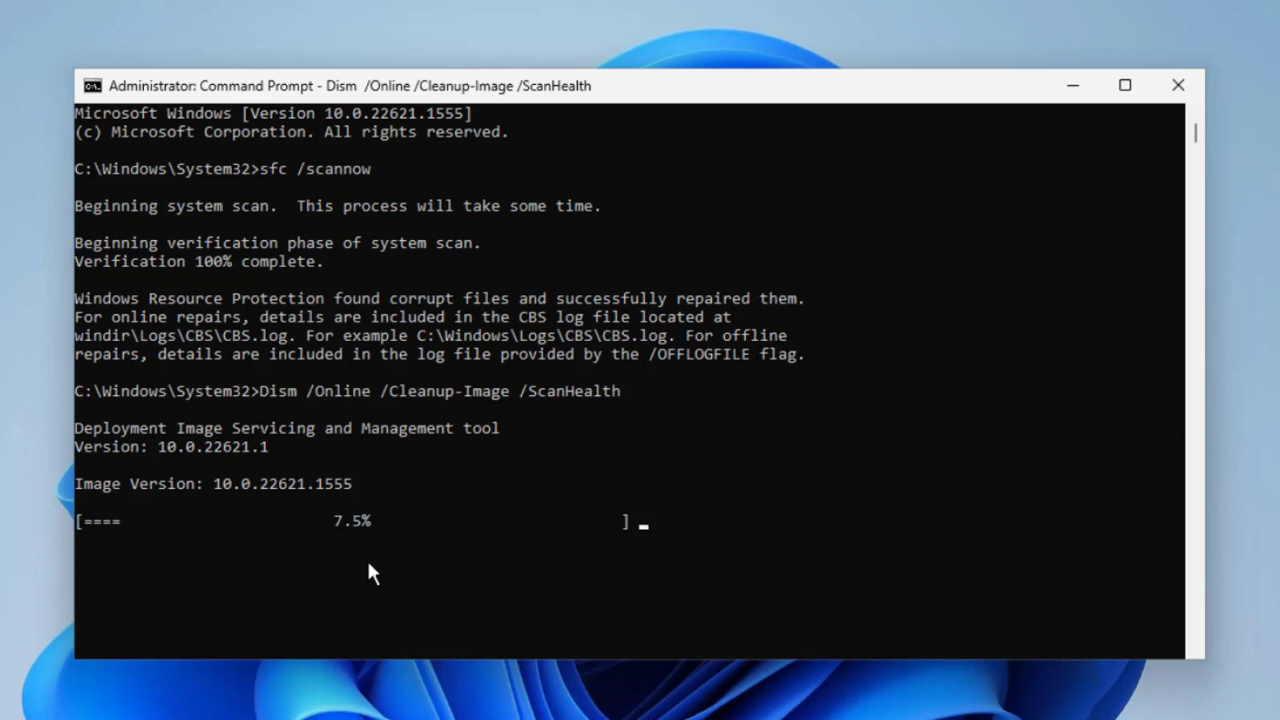 Administrator: Command Prompt - Dism  /Online /Cleanup-Image /ScanHealth
Microsoft Windows [Version 10.0.22621.1555]
(c) Microsoft Corporation. All rights reserved.
C:\Windows\System32>sfc /scannow
Beginning system scan.  This process will take some time.
Beginning verification phase of system scan.
Verification 100% complete.
Windows Resource Protection found corrupt files and successfully repaired them.
For online repairs, details are included in the CBS log file located at
windir\Logs\CBS\CBS.log. For example C:\Windows\Logs\CBS\CBS.log. For offline
repairs, details are included in the log file provided by the /OFFLOGFILE flag.
C:\Windows\System32>Dism /Online /Cleanup-Image /ScanHealth
Deployment Image Servicing and Management tool
Version: 10.0.22621.1
Image Version: 10.0.22621.1555
[====                       7.5%                           ]